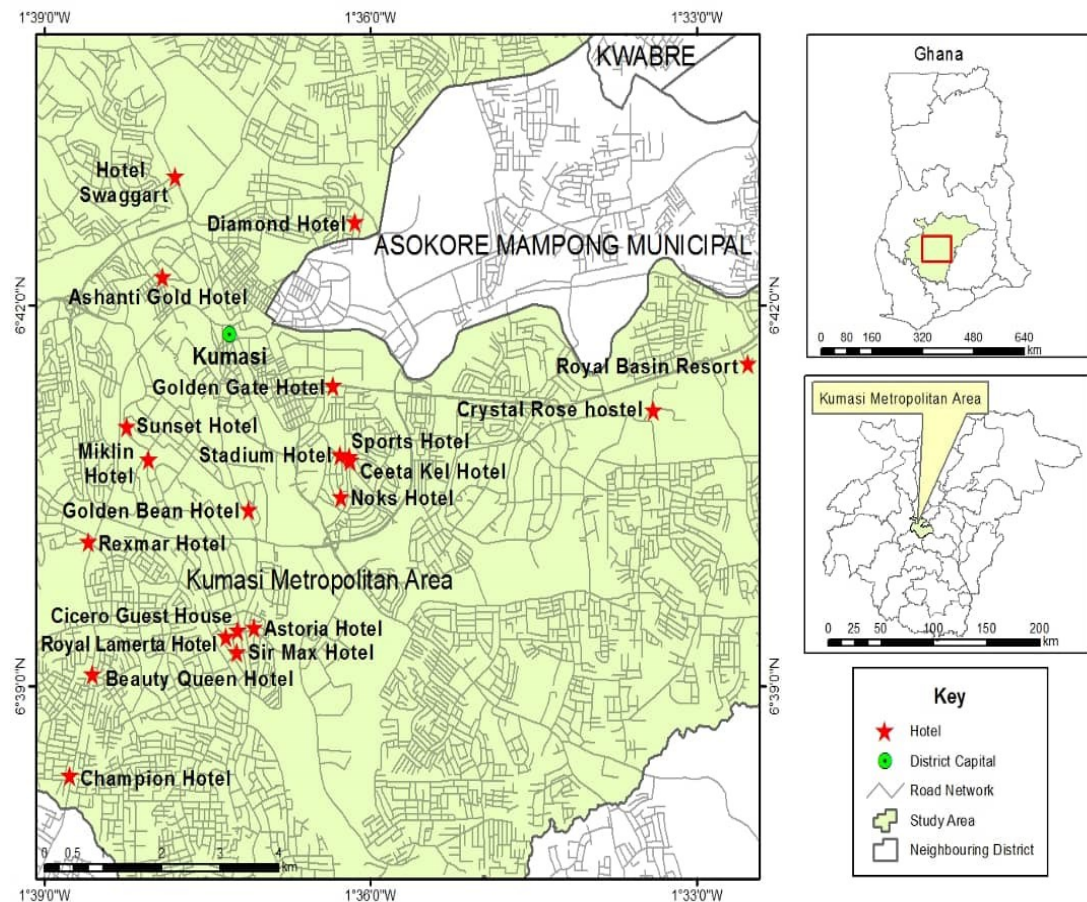 1°39'0"W
1°36'0"W
1°33'0"W
KWABRE
Hotel
Swaggart
Diamond Hotel
ASOKORE MAMPONG MUNICIPAL
Ashanti Gold Hotel
6°42'0"N
6°42'0"N
Kumasi
Royal Basin Resort
Golden Gate Hotel
Crystal Rose hostel
Sunset Hotel
Sports Hotel
Miklin
Hotel
Stadium Hotel
Ceeta Kel Hotel
Noks Hotel
Golden Bean Hotel
Rexmar Hotel
Kumasi Metropolitan Area
Cicero Guest House
Astoria Hotel
Royal Lamerta Hotel
Sir Max Hotel
Beauty Queen Hotel
6°39'0"N
6°39'0"N
Champion Hotel
0 0.5 1 2 3 4
km
1°39'0"W
1°36'0"W
1°33'0"W
Ghana
0 80 160 320 480 640
km
Kumasi Metropolitan Area
0 25 50 100 150 200
km
Key
Hotel
District Capital
Road Network
Study Area
Neighbouring District